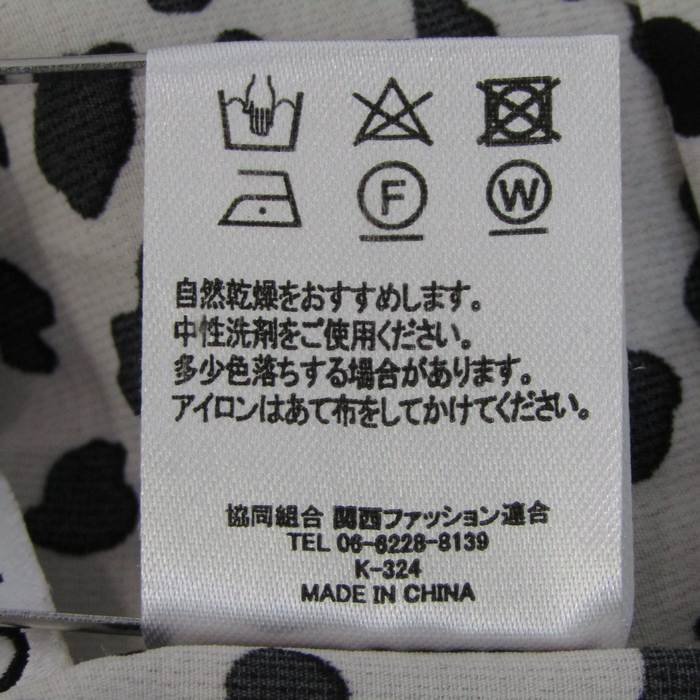 F W
自然乾燥をおすすめします。
中性洗剤をご使用ください。
多少色落ちする場合があります。
アイロンはあて布をしてかけてください。
協同組合 関西ファッション連合
TEL 06-6228-8139
K-324
MADE IN CHINA